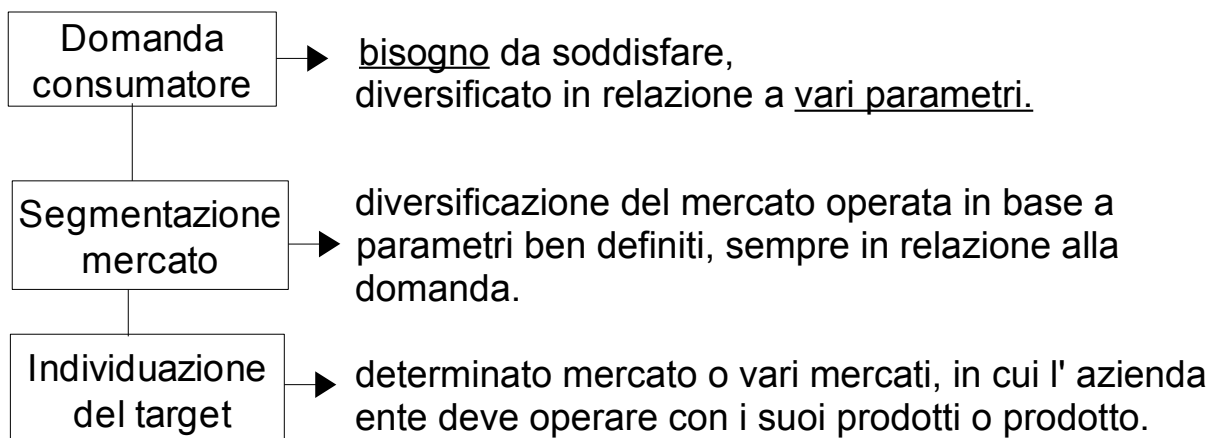 Domanda
consumatore
bisogno da soddisfare,
diversificato in relazione a vari parametri.
Segmentazione
mercato
diversificazione del mercato operata in base a
parametri ben definiti, sempre in relazione alla
domanda.
Individuazione
del target
determinato mercato o vari mercati, in cui l' azienda
ente deve operare con i suoi prodotti o prodotto.